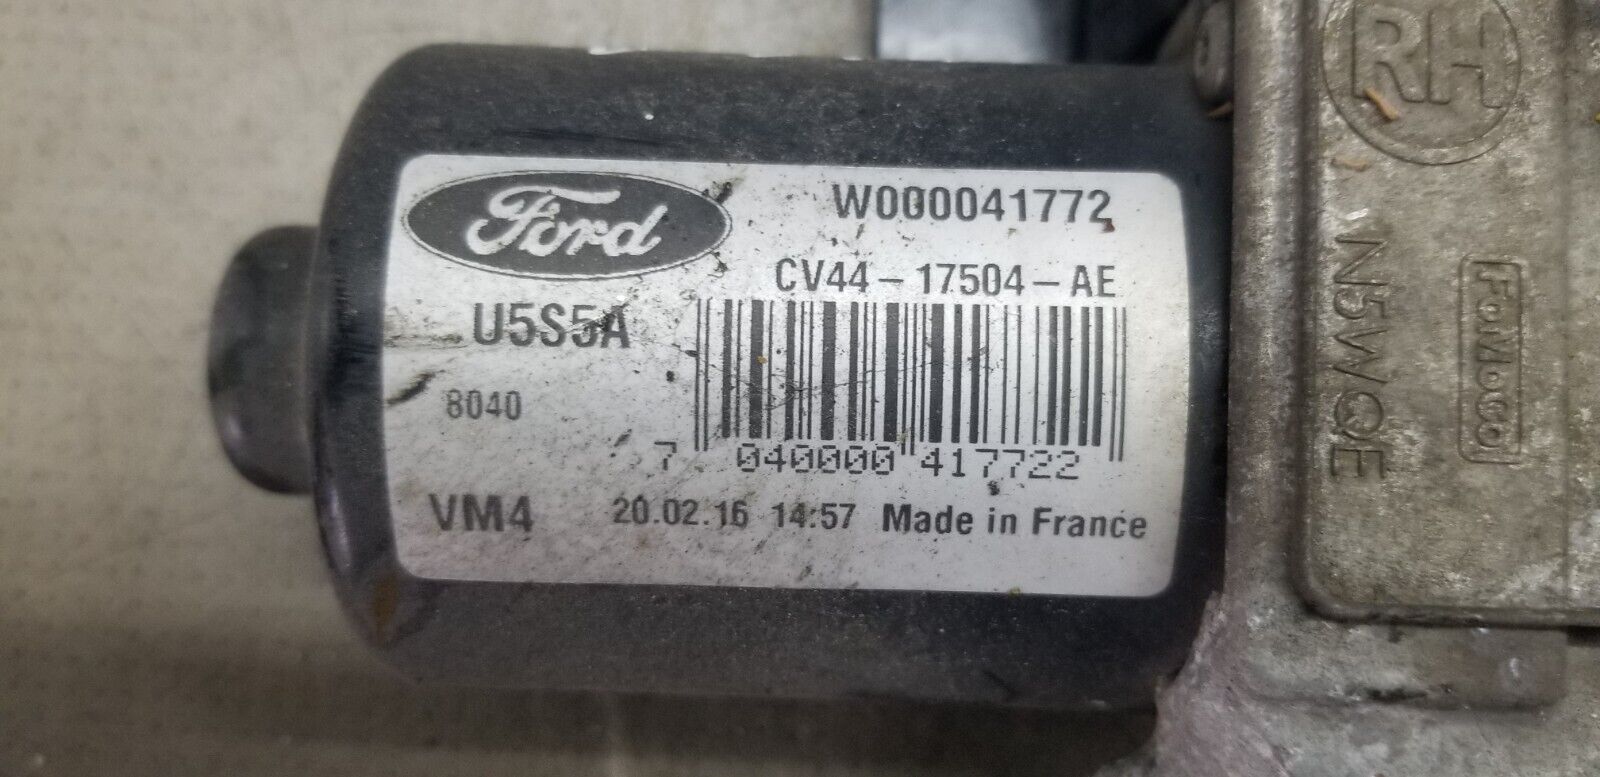 Ford
W000041772
CV44-17504-AE
U5S5A
8040
7 040000 417722
VM4
20.02.16 14:57 Made in France
RH
FoMoCo